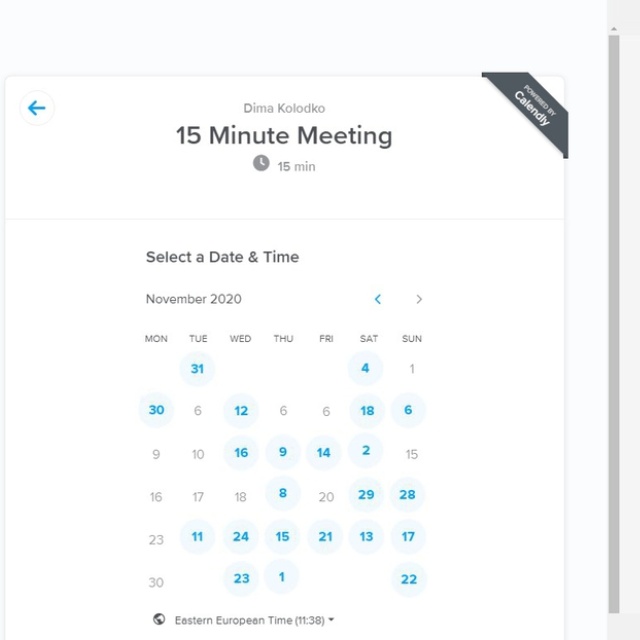 POWERED BY
Calendly
Dima Kolodko
15 Minute Meeting
15 min
Select a Date & Time
November 2020
MON TUE WED THU FRI SAT SUN
31 4 1
30 6 12 6 6 18 6
9 10 16 9 14 2 15
16 17 18 8 20 29 28
23 11 24 15 21 13 17
30 23 1 22
Eastern European Time (11:38)